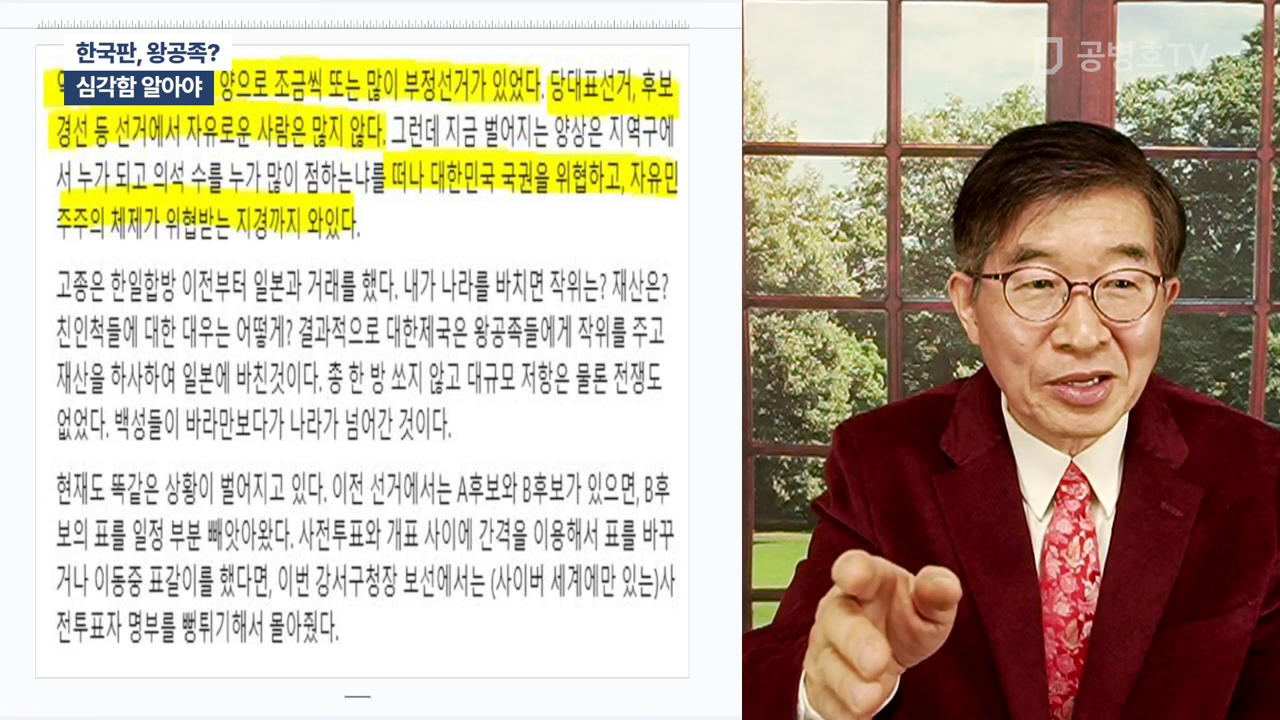 한국판, 왕공족?
심각함 알아야
공병호TV
양으로 조금씩 또는 많이 부정선거가 있었다. 당대표선거, 후보
경선 등 선거에서 자유로운 사람은 많지 않다. 그런데 지금 벌어지는 양상은 지역구에
서 누가 되고 의석 수를 누가 많이 점하는냐를 떠나 대한민국 국권을 위협하고, 자유민
주주의 체제가 위협받는 지경까지 와있다.
고종은 한일합방 이전부터 일본과 거래를 했다. 내가 나라를 바치면 작위는? 재산은?
친인척들에 대한 대우는 어떻게? 결과적으로 대한제국은 왕공족들에게 작위를 주고
재산을 하사하여 일본에 바친것이다. 총 한 방 쏘지 않고 대규모 저항은 물론 전쟁도
없었다. 백성들이 바라만보다가 나라가 넘어간 것이다.
현재도 똑같은 상황이 벌어지고 있다. 이전 선거에서는 A후보와 B후보가 있으면, B후
보의 표를 일정 부분 빼앗아왔다. 사전투표와 개표 사이에 간격을 이용해서 표를 바꾸
거나 이동중 표갈이를 했다면, 이번 강서구청장 보선에서는 (사이버 세계에만 있는)사
전투표자 명부를 뻥튀기해서 몰아줬다.